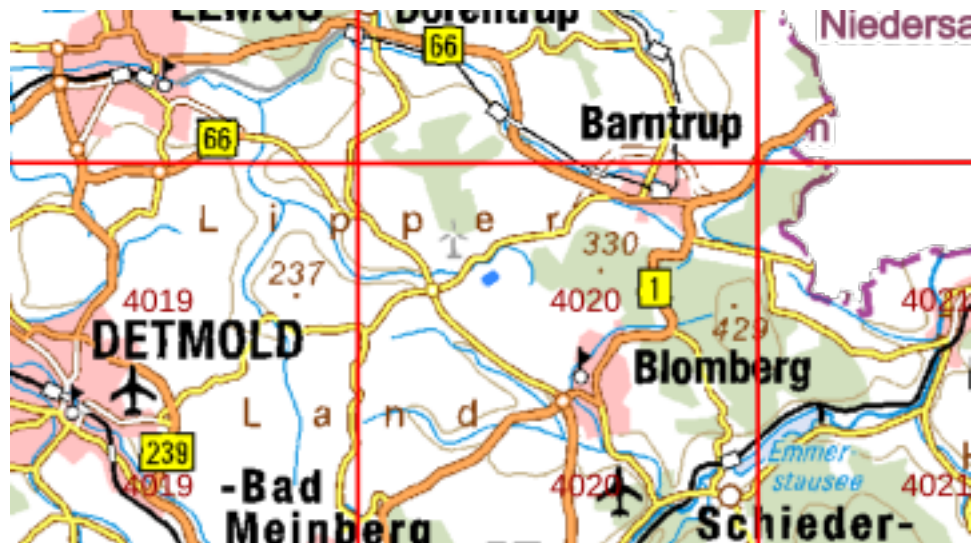 LEMGO
Dörentrup
Niedersa
66
Barntrup
n
66
L i p p e r
330
237
4019
4020
1
4021
429
DETMOLD
Blomberg
L a n d
239
Emmer-
stausee
4019
-Bad
4020
4021
Meinberg
Schieder-